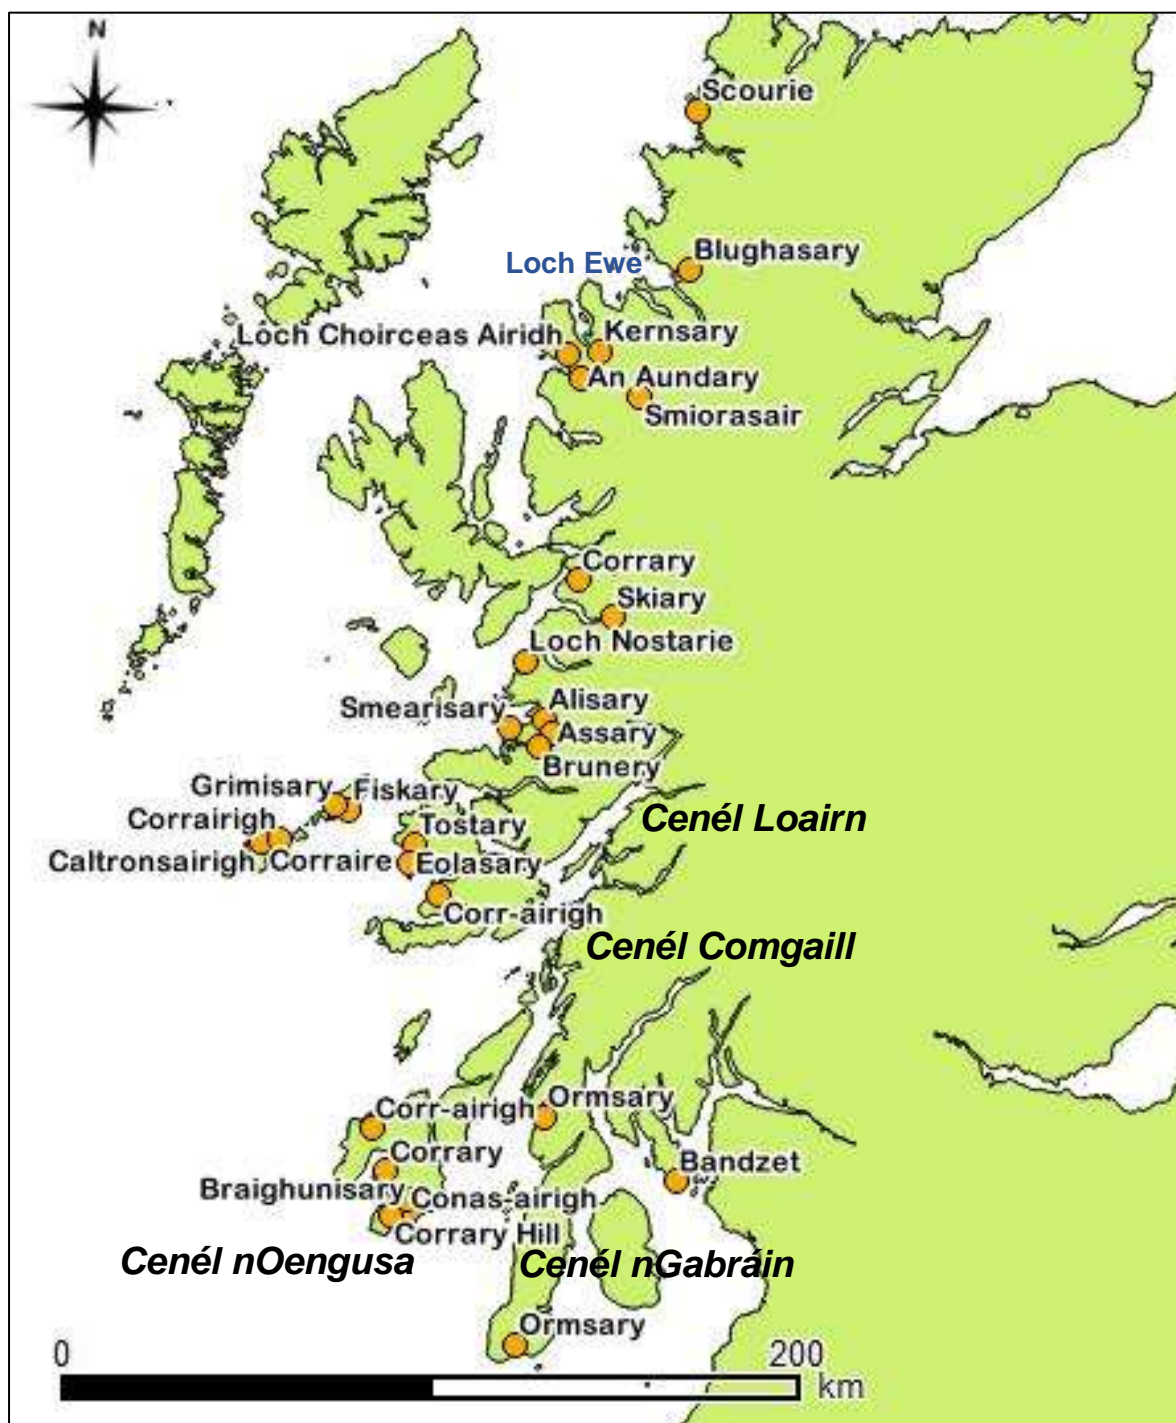 N
Scourie
Blughasary
Loch Ewe
Loch Choirceas Airidh
Kernsary
An Aundary
Smiorasair
Corrary
Skiary
Loch Nostarie
Alisary
Smearisary
Assary
Brunery
Grimisary
Fiskary
Corrairigh
Tostary
Cenél Loairn
Caltronsairigh
Corraire
Eolasary
Corr-airigh
Cenél Comgaill
Corr-airigh
Ormsary
Corrary
Bandzet
Braighunisary
Conas-airigh
Corrary Hill
Cenél nOengusa
Cenél nGabráin
Ormsary
0
200
km